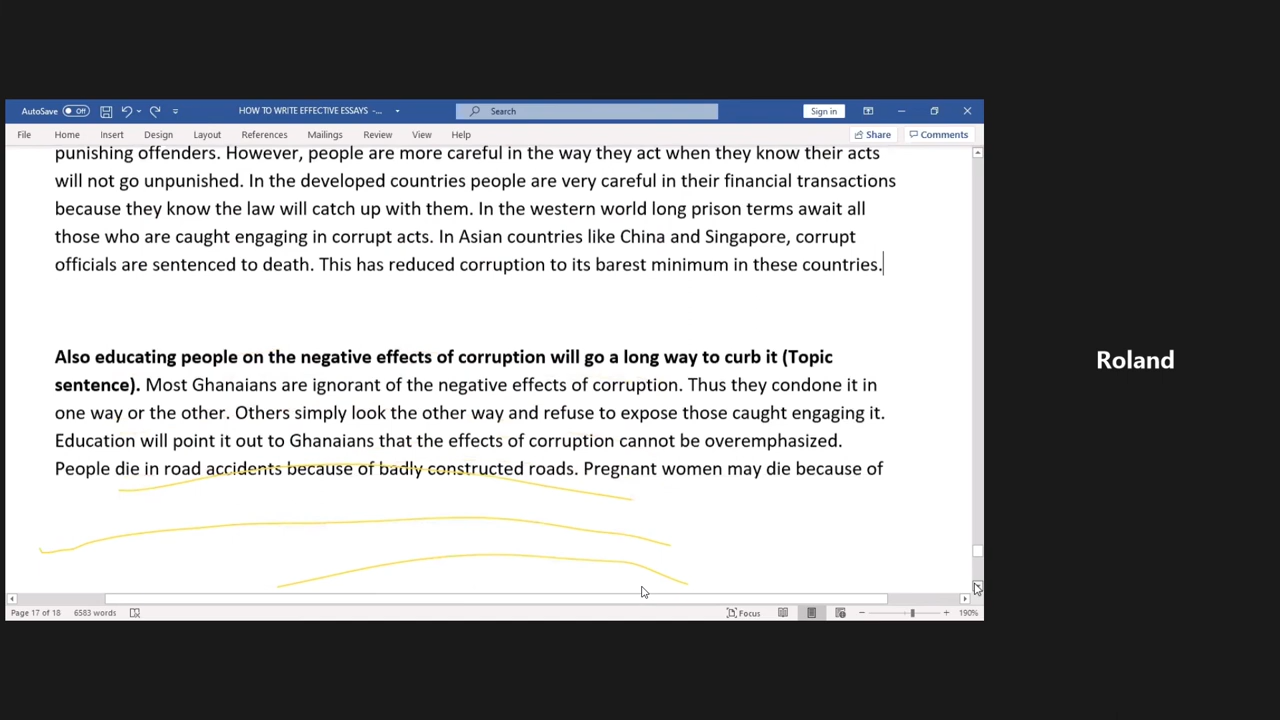 AutoSave Off HOW TO WRITE EFFECTIVE ESSAYS -... Search Sign in
File Home Insert Design Layout References Mailings Review View Help Share Comments
punishing offenders. However, people are more careful in the way they act when they know their acts
will not go unpunished. In the developed countries people are very careful in their financial transactions
because they know the law will catch up with them. In the western world long prison terms await all
those who are caught engaging in corrupt acts. In Asian countries like China and Singapore, corrupt
officials are sentenced to death. This has reduced corruption to its barest minimum in these countries.
Also educating people on the negative effects of corruption will go a long way to curb it (Topic
sentence). Most Ghanaians are ignorant of the negative effects of corruption. Thus they condone it in
one way or the other. Others simply look the other way and refuse to expose those caught engaging it.
Education will point it out to Ghanaians that the effects of corruption cannot be overemphasized.
People die in road accidents because of badly constructed roads. Pregnant women may die because of
Roland
Page 17 of 18 6583 words Focus 190%